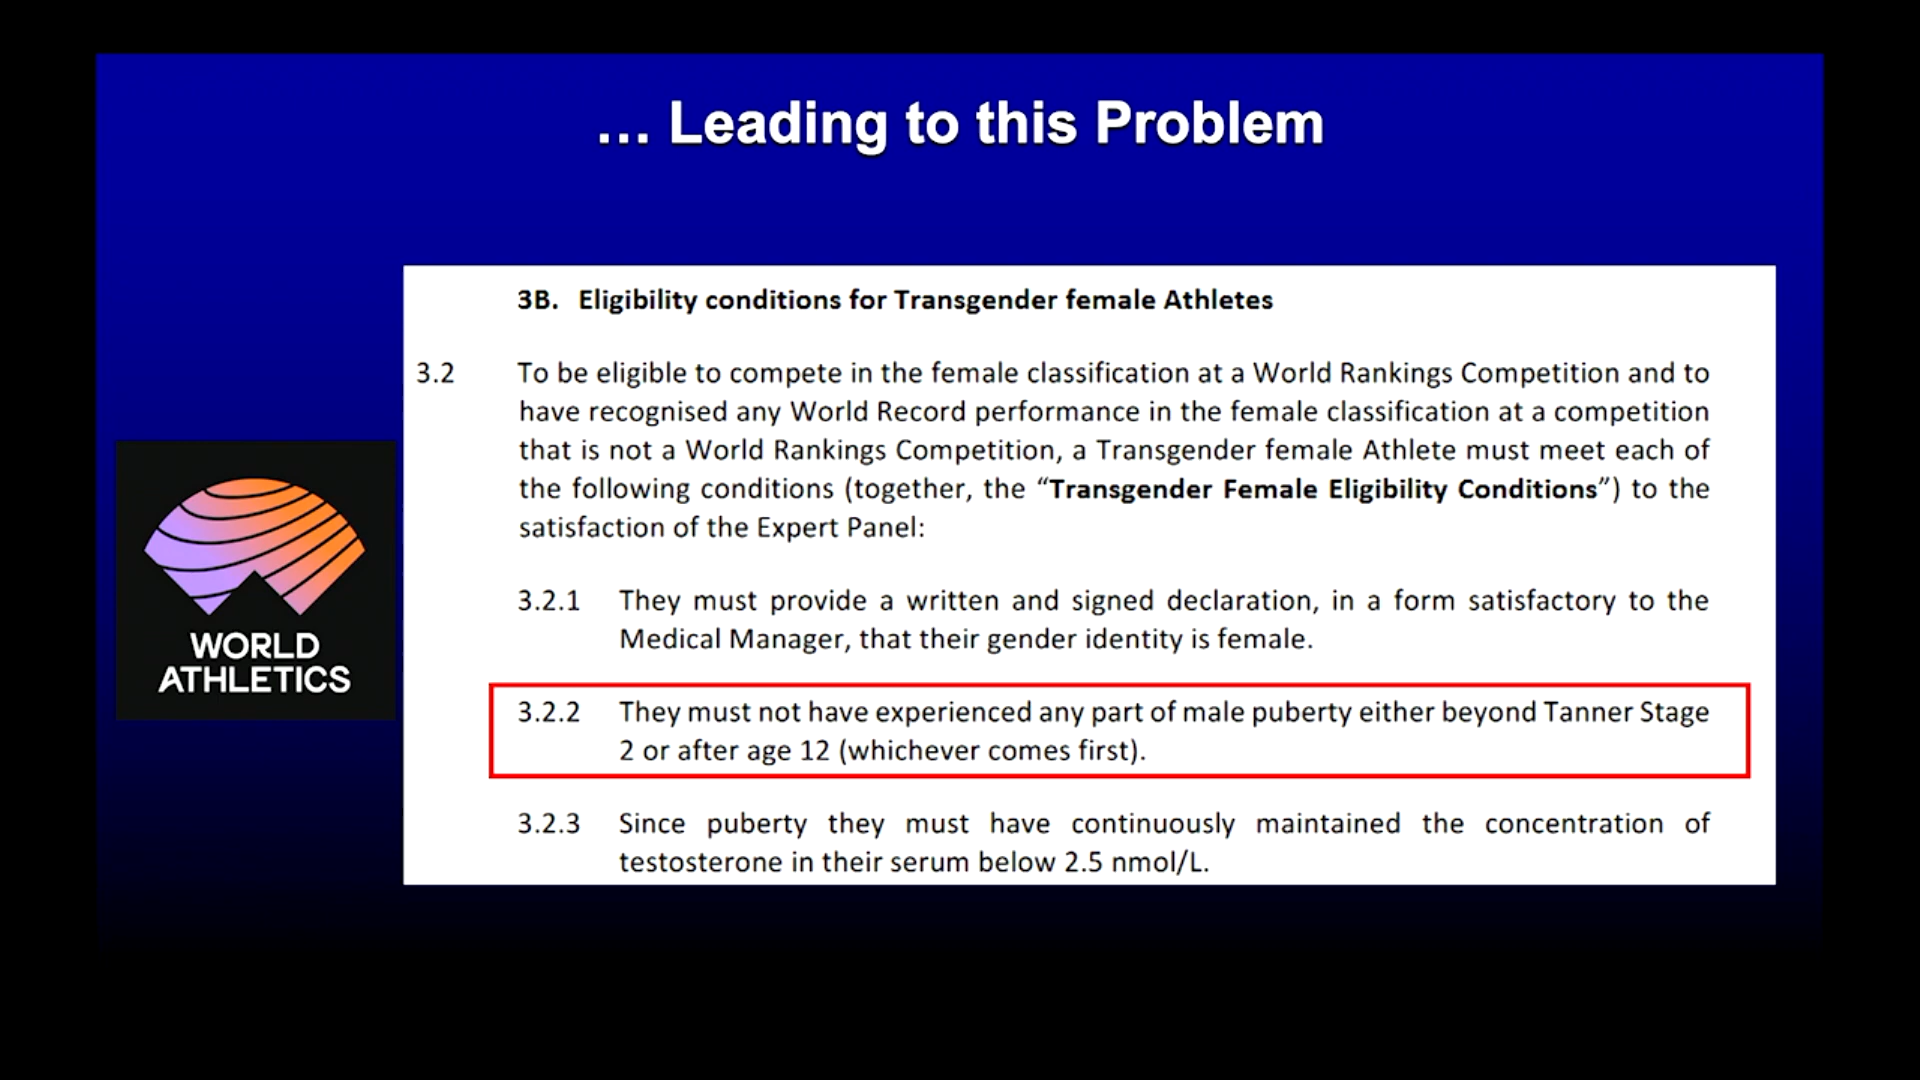 ... Leading to this Problem
3B. Eligibility conditions for Transgender female Athletes
3.2 To be eligible to compete in the female classification at a World Rankings Competition and to
have recognised any World Record performance in the female classification at a competition
that is not a World Rankings Competition, a Transgender female Athlete must meet each of
the following conditions (together, the “Transgender Female Eligibility Conditions”) to the
satisfaction of the Expert Panel:
3.2.1 They must provide a written and signed declaration, in a form satisfactory to the
Medical Manager, that their gender identity is female.
3.2.2 They must not have experienced any part of male puberty either beyond Tanner Stage
2 or after age 12 (whichever comes first).
3.2.3 Since puberty they must have continuously maintained the concentration of
testosterone in their serum below 2.5 nmol/L.
WORLD
ATHLETICS